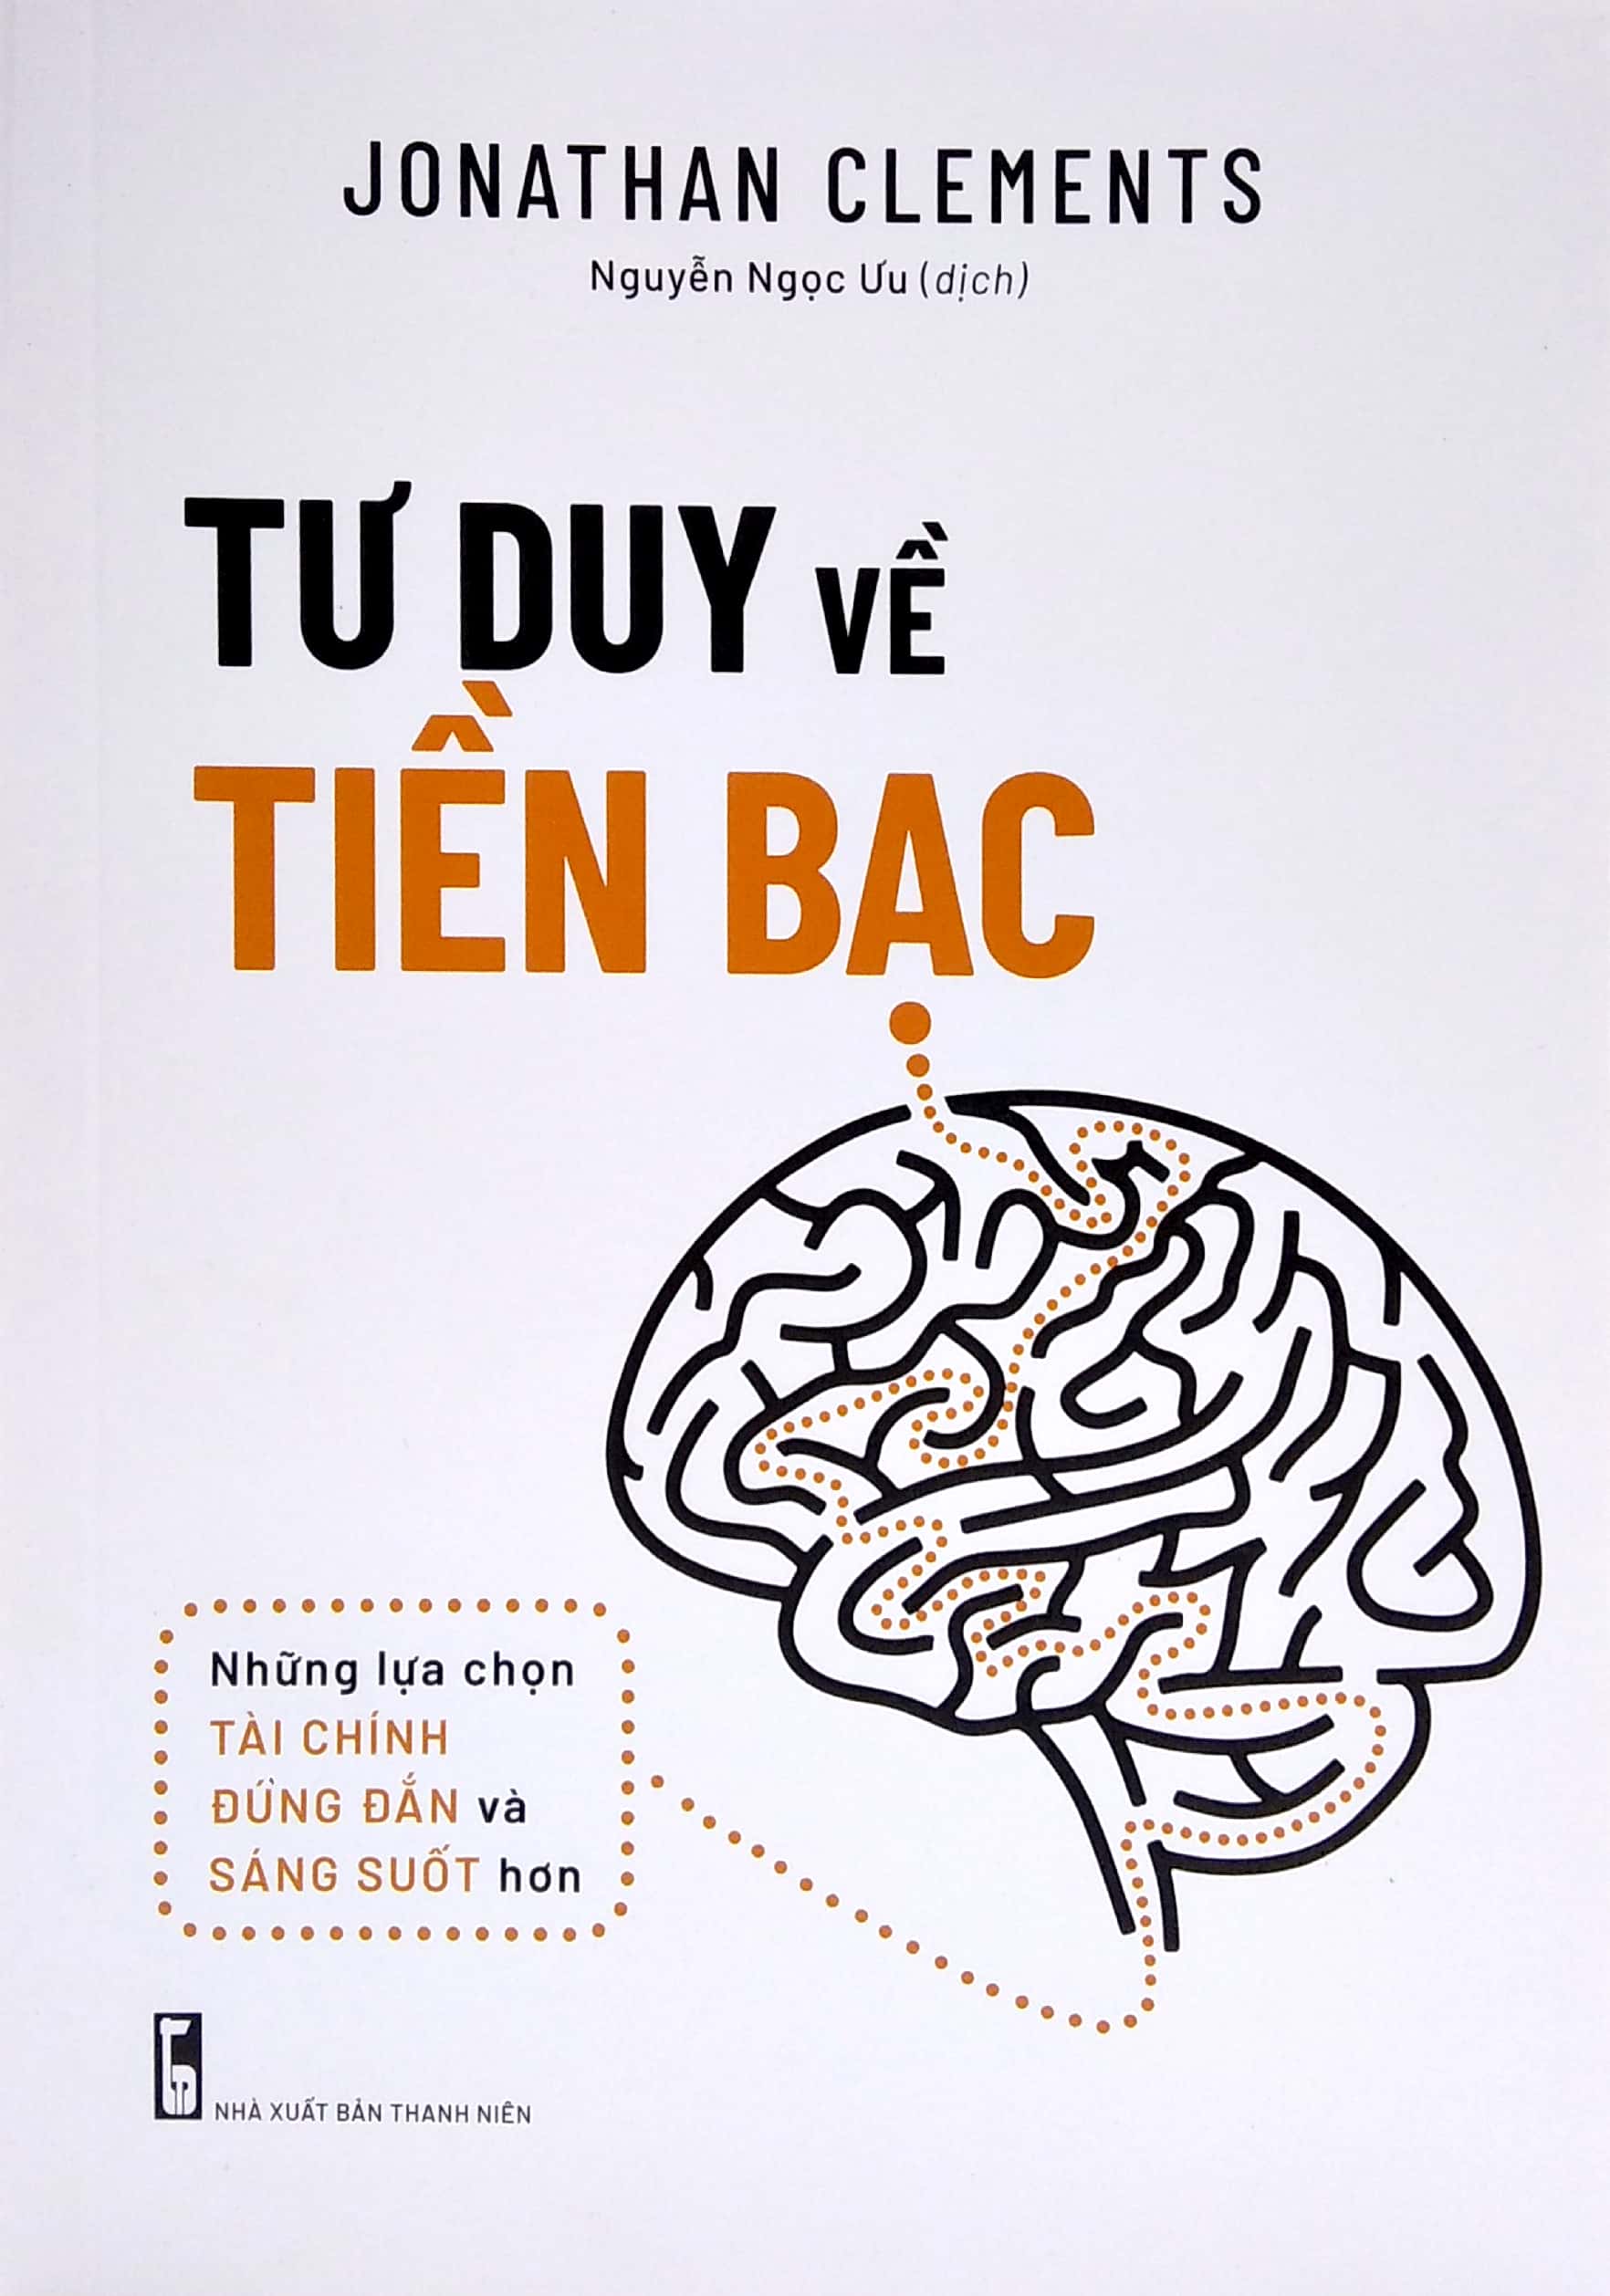 JONATHAN CLEMENTS
Nguyễn Ngọc Ưu (dịch)
TƯ DUY VỀ
TIỀN BẠC
Những lựa chọn
TÀI CHÍNH
ĐÚNG ĐẮN và
SÁNG SUỐT hơn
NHÀ XUẤT BẢN THANH NIÊN